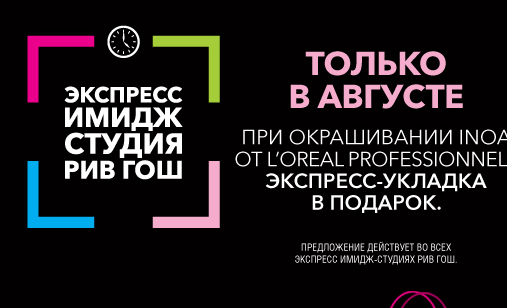 ЭКСПРЕСС
ИМИДЖ
СТУДИЯ
РИВ ГОШ
ТОЛЬКО
В АВГУСТЕ
ПРИ ОКРАШИВАНИИ INOA
ОТ L’OREAL PROFESSIONNEL
ЭКСПРЕСС-УКЛАДКА
В ПОДАРОК.
ПРЕДЛОЖЕНИЕ ДЕЙСТВУЕТ ВО ВСЕХ
ЭКСПРЕСС ИМИДЖ-СТУДИЯХ РИВ ГОШ.